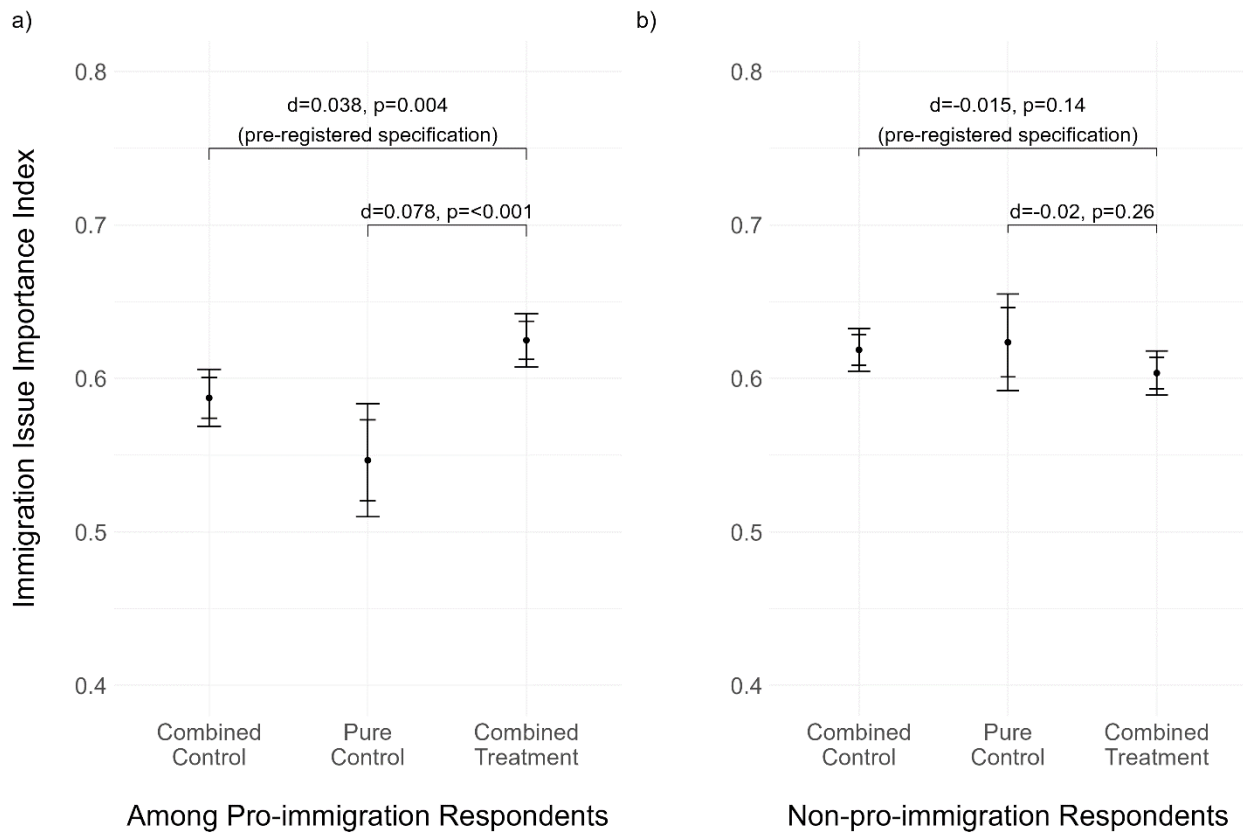 a)
Immigration Issue Importance Index
0.8
0.7
0.6
0.5
0.4
d=0.038, p=0.004
(pre-registered specification)
d=0.078, p=<0.001
Combined
Control
Pure
Control
Combined
Treatment
Among Pro-immigration Respondents
b)
0.8
0.7
0.6
0.5
0.4
d=-0.015, p=0.14
(pre-registered specification)
d=-0.02, p=0.26
Combined
Control
Pure
Control
Combined
Treatment
Non-pro-immigration Respondents